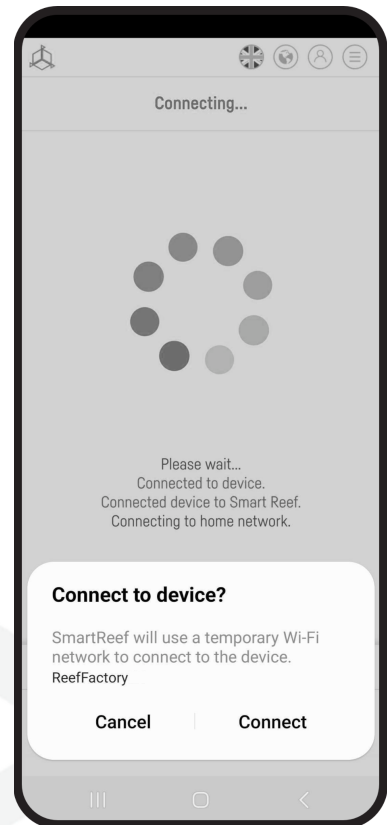 Connecting...
Please wait...
Connected to device.
Connected device to Smart Reef.
Connecting to home network.
Connect to device?
SmartReef will use a temporary Wi-Fi
network to connect to the device.
ReefFactory
Cancel
Connect